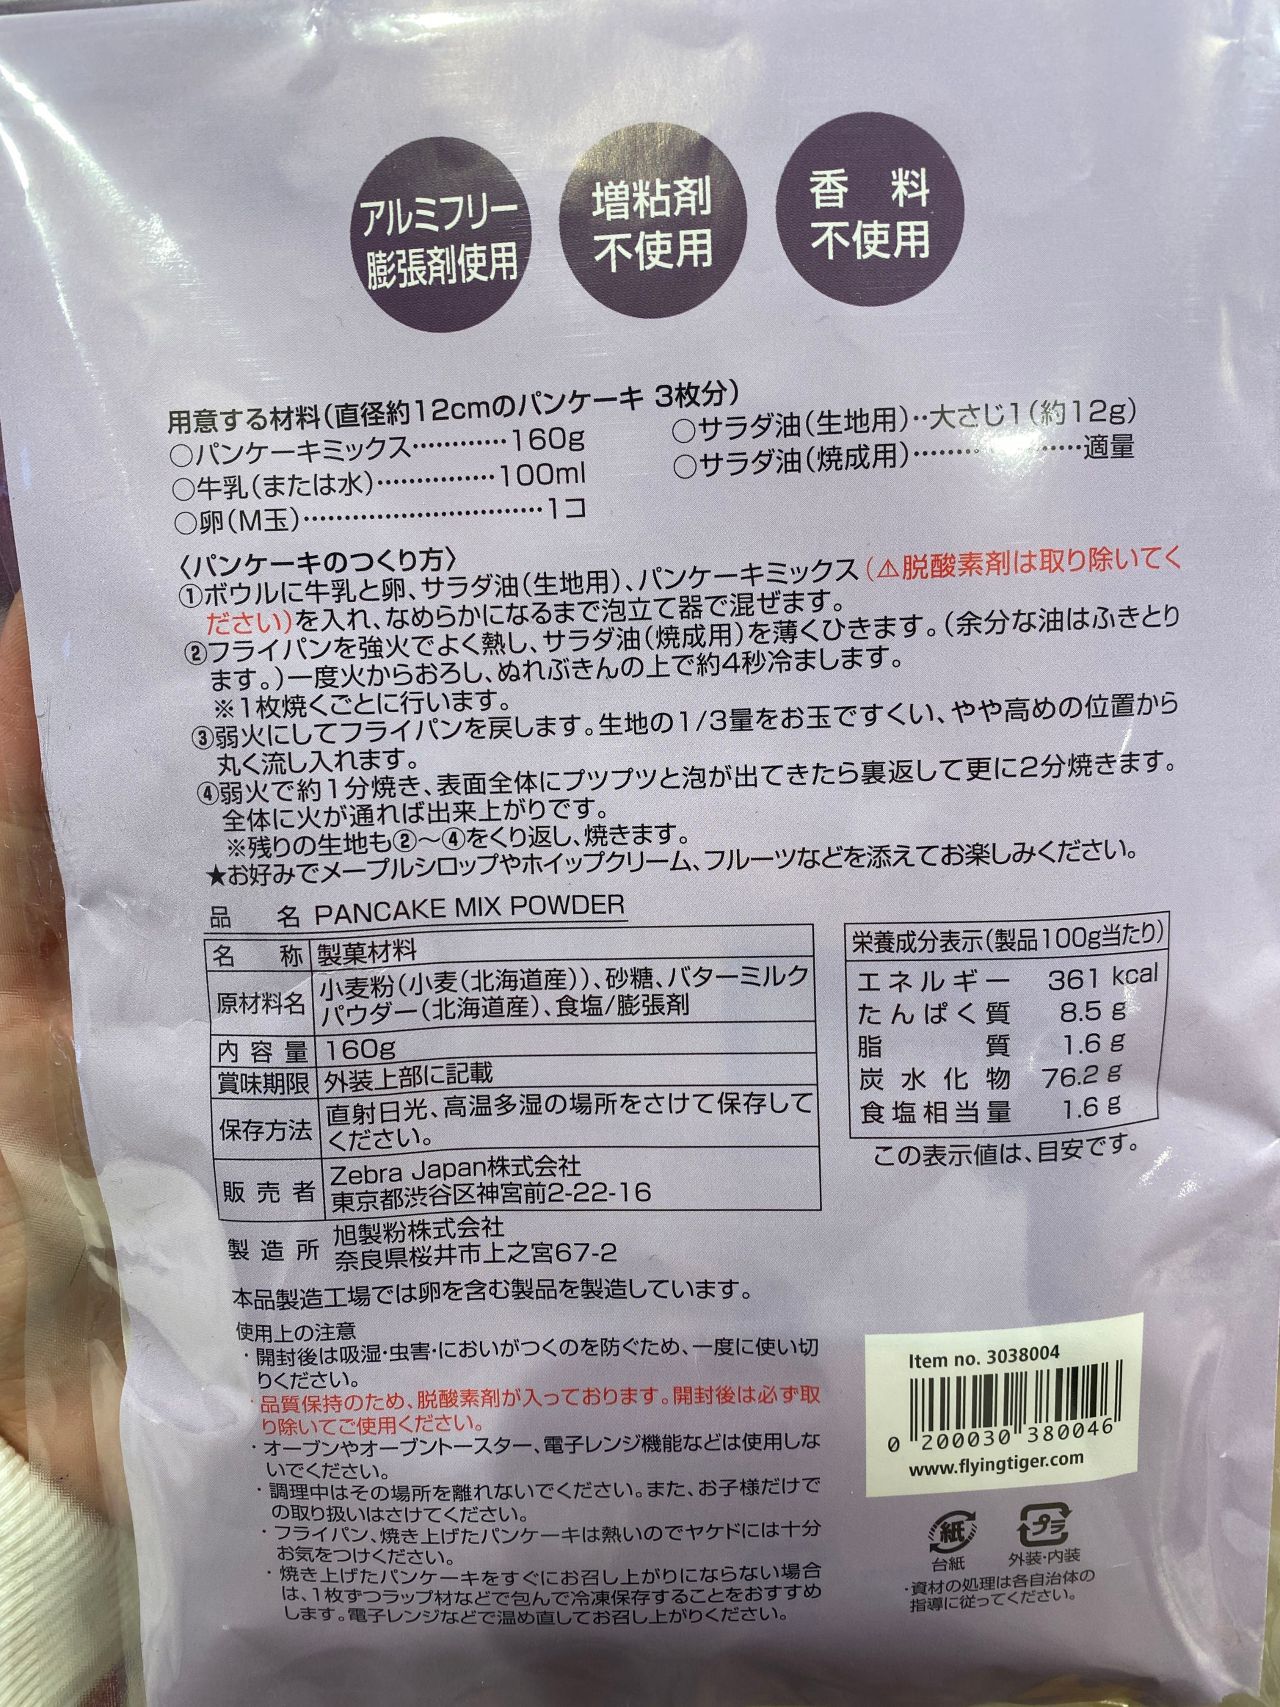 アルミフリー
膨張剤使用
増粘剤
不使用
香 料
不使用
用意する材料(直径約12cmのパンケーキ 3枚分)
○パンケーキミックス…………160g
○牛乳(または水)……………100ml
○卵(M玉)…………………………1コ
○サラダ油(生地用)‥大さじ1(約12g)
○サラダ油(焼成用)…………………適量
〈パンケーキのつくり方〉
①ボウルに牛乳と卵、サラダ油(生地用)、パンケーキミックス(⚠脱酸素剤は取り除いてく
ださい)を入れ、なめらかになるまで泡立て器で混ぜます。
②フライパンを強火でよく熱し、サラダ油(焼成用)を薄くひきます。(余分な油はふきとり
ます。)一度火からおろし、ぬれぶきんの上で約4秒冷まします。
※1枚焼くごとに行います。
③弱火にしてフライパンを戻します。生地の1/3量をお玉ですくい、やや高めの位置から
丸く流し入れます。
④弱火で約1分焼き、表面全体にプツプツと泡が出てきたら裏返して更に2分焼きます。
全体に火が通れば出来上がりです。
※残りの生地も②～④をくり返し、焼きます。
★お好みでメープルシロップやホイップクリーム、フルーツなどを添えてお楽しみください。
品 名 PANCAKE MIX POWDER
名 称 製菓材料
原材料名 小麦粉(小麦(北海道産))、砂糖、バターミルク
パウダー(北海道産)、食塩/膨張剤
内容量 160g
賞味期限 外装上部に記載
保存方法 直射日光、高温多湿の場所をさけて保存して
ください。
販売者 Zebra Japan株式会社
東京都渋谷区神宮前2-22-16
製造所 旭製粉株式会社
奈良県桜井市上之宮67-2
栄養成分表示(製品100g当たり)
エネルギー 361 kcal
たんぱく質 8.5 g
脂質 1.6 g
炭水化物 76.2 g
食塩相当量 1.6 g
この表示値は、目安です。
本品製造工場では卵を含む製品を製造しています。
使用上の注意
・開封後は吸湿・虫害・においがつくのを防ぐため、一度に使い切
りください。
・品質保持のため、脱酸素剤が入っております。開封後は必ず取
り除いてご使用ください。
・オーブンやオーブントースター、電子レンジ機能などは使用しな
いでください。
・調理中はその場所を離れないでください。また、お子様だけで
の取り扱いはさけてください。
・フライパン、焼き上げたパンケーキは熱いのでヤケドには十分
お気をつけください。
・焼き上げたパンケーキをすぐにお召し上がりにならない場合
は、1枚ずつラップ材などで包んで冷凍保存することをおすすめ
します。電子レンジなどで温め直してお召し上がりください。
Item no. 3038004
0 200030 380046
www.flyingtiger.com
紙
台紙
プラ
外装・内装
・資材の処理は各自治体の
指導に従ってください。